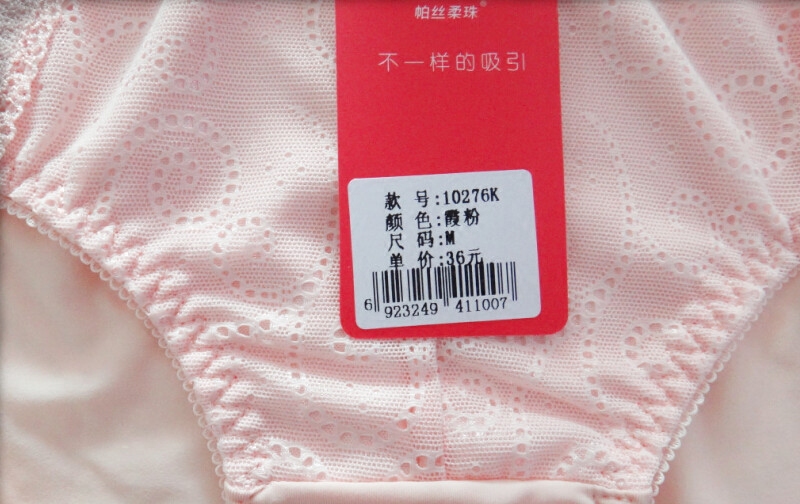 帕丝柔珠®
不一样的吸引
款 号:10276K
颜 色:霞粉
尺 码:M
单 价:36元
6 923249 411007